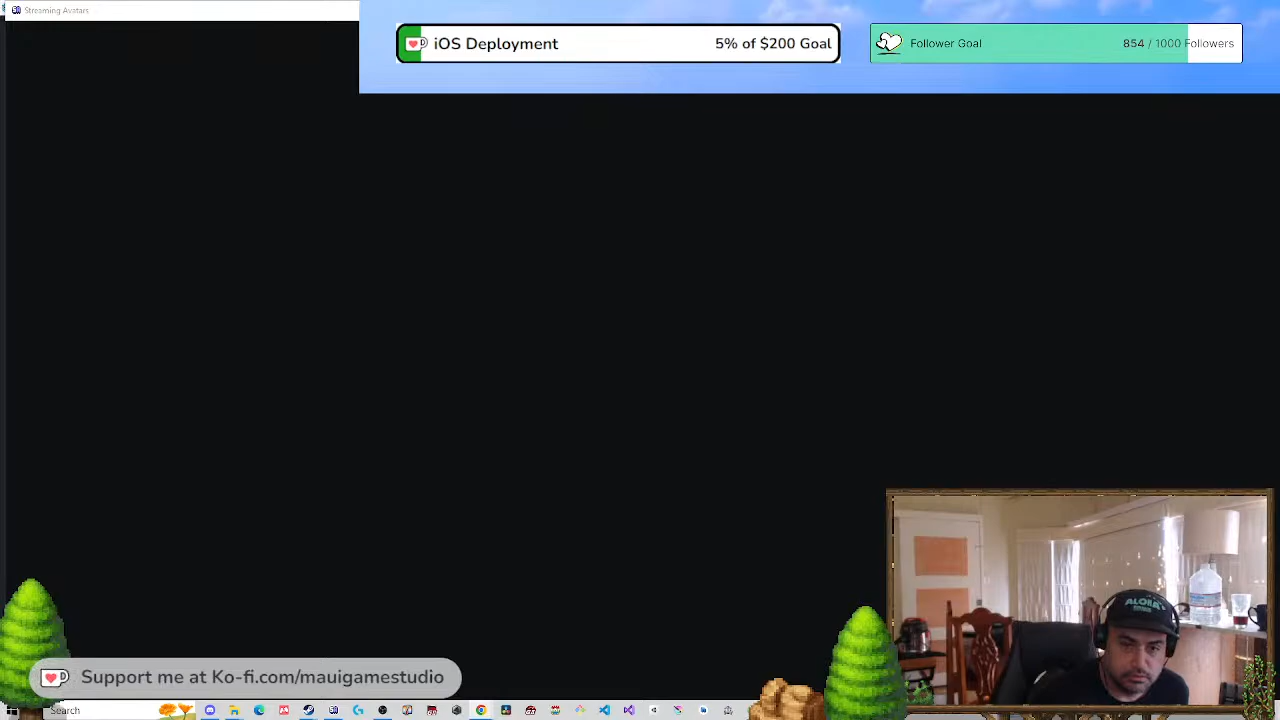 Streaming Avatars
iOS Deployment
5% of $200 Goal
Follower Goal
854 / 1000 Followers
ALOHA
Support me at Ko-fi.com/mauigamestudio
Search